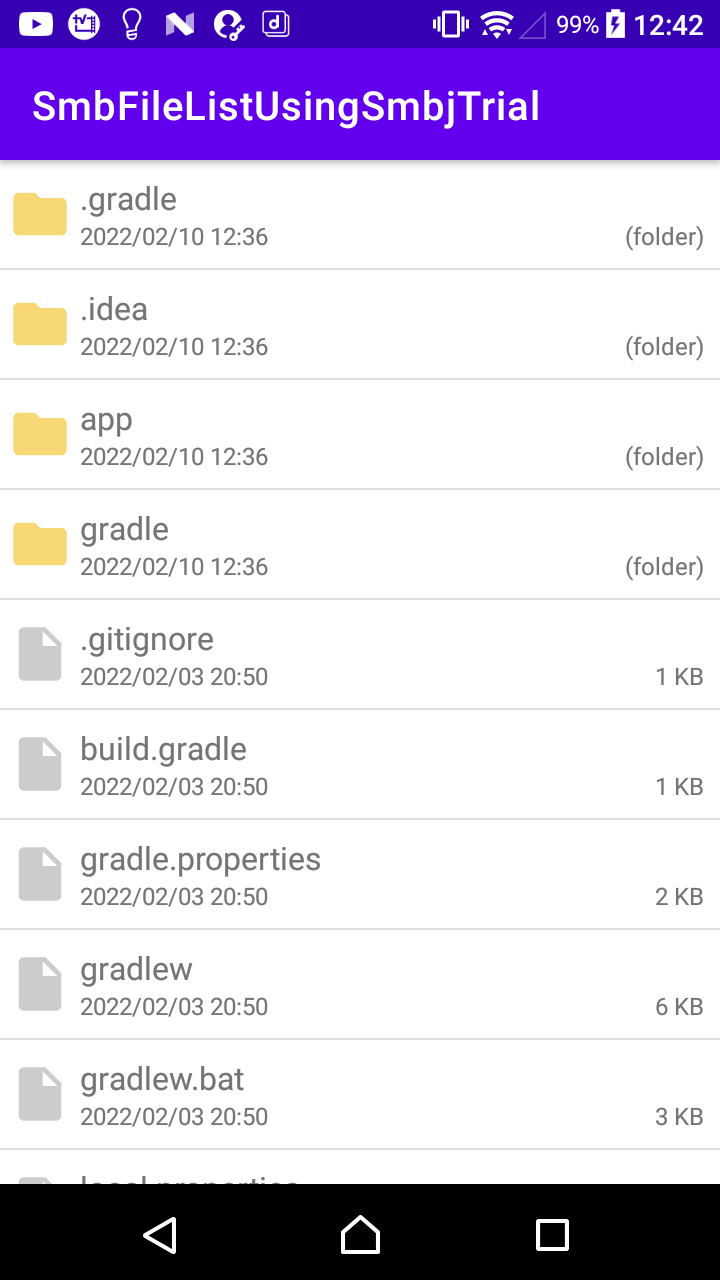 99% 12:42
SmbFileListUsingSmbjTrial
.gradle
2022/02/10 12:36 (folder)
.idea
2022/02/10 12:36 (folder)
app
2022/02/10 12:36 (folder)
gradle
2022/02/10 12:36 (folder)
.gitignore
2022/02/03 20:50 1 KB
build.gradle
2022/02/03 20:50 1 KB
gradle.properties
2022/02/03 20:50 2 KB
gradlew
2022/02/03 20:50 6 KB
gradlew.bat
2022/02/03 20:50 3 KB
local.properties